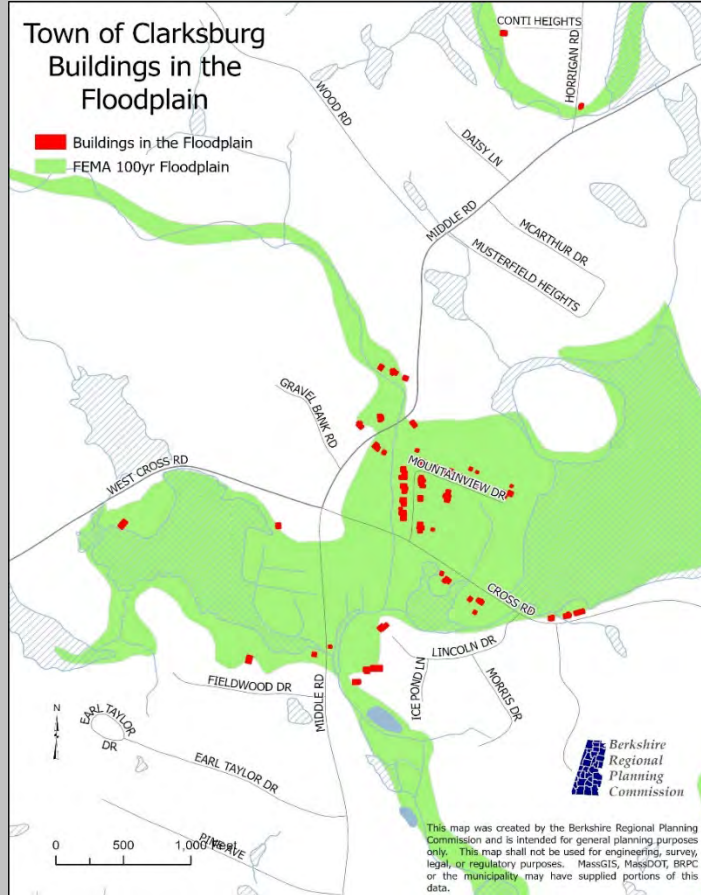 Town of Clarksburg
Buildings in the
Floodplain
Buildings in the Floodplain
FEMA 100yr Floodplain
CONTI HEIGHTS
HORRIGAN RD
WOOD RD
DAISY LN
MIDDLE RD
MCARTHUR DR
MUSTERFIELD HEIGHTS
GRAVEL BANK RD
WEST CROSS RD
MOUNTAINVIEW DR
CROSS RD
LINCOLN DR
ICE POND LN
MORRIS DR
FIELDWOOD DR
MIDDLE RD
EARL TAYLOR
DR
EARL TAYLOR DR
PINE AVE
N
0 500 1,000 Feet
Berkshire
Regional
Planning
Commission
This map was created by the Berkshire Regional Planning
Commission and is intended for general planning purposes
only. This map shall not be used for engineering, survey,
legal, or regulatory purposes. MassGIS, MassDOT, BRPC
or the municipality may have supplied portions of this
data.